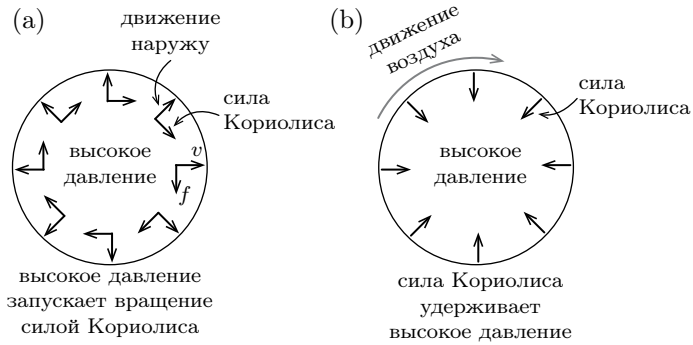 (a)
движение
наружу
сила
Кориолиса
высокое
давление
v
f
высокое давление
запускает вращение
силой Кориолиса
(b)
движение
воздуха
сила
Кориолиса
высокое
давление
сила Кориолиса
удерживает
высокое давление